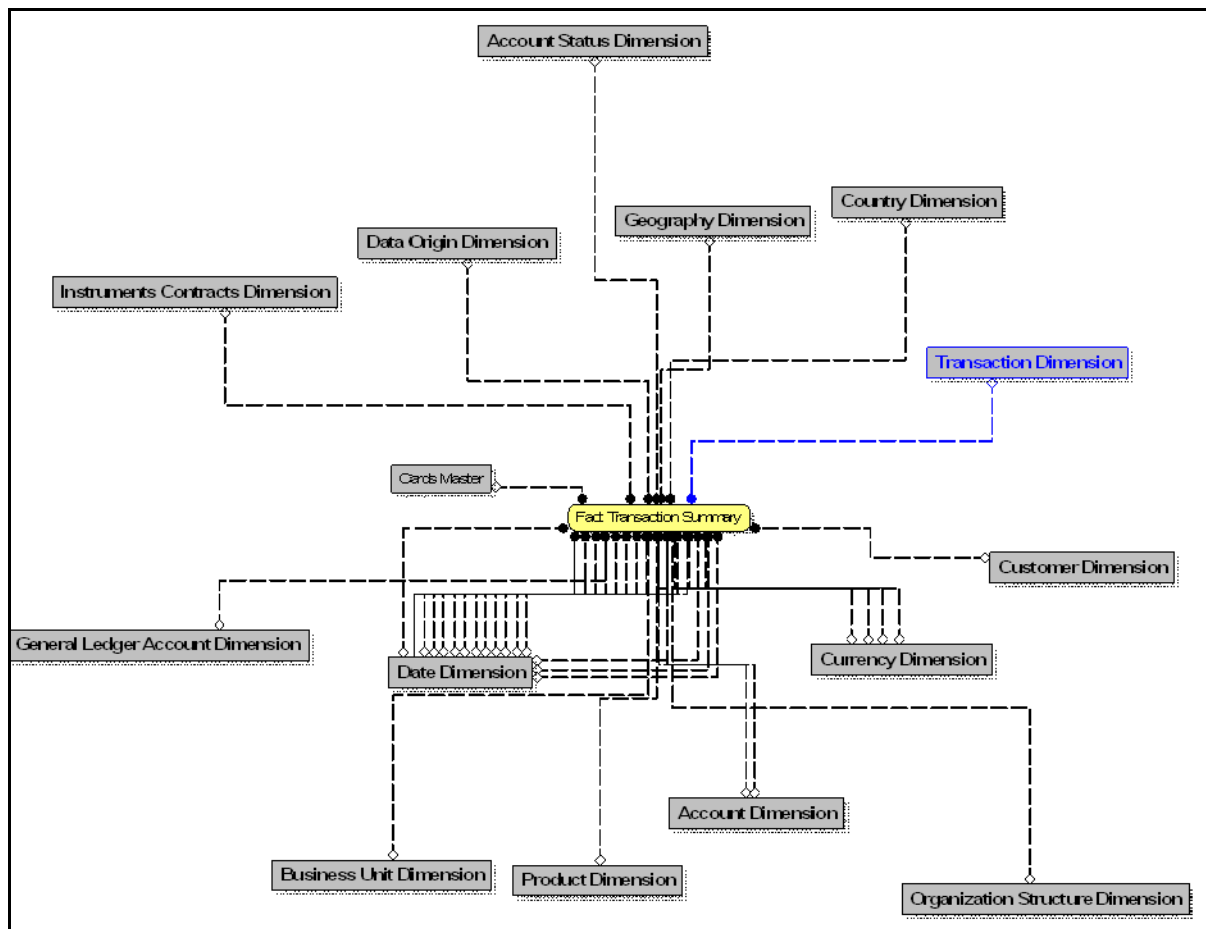 Account Status Dimension
Country Dimension
Geography Dimension
Data Origin Dimension
Instruments Contracts Dimension
Transaction Dimension
Cards Master
Fact Transaction Summary
Customer Dimension
General Ledger Account Dimension
Date Dimension
Currency Dimension
Account Dimension
Business Unit Dimension
Product Dimension
Organization Structure Dimension